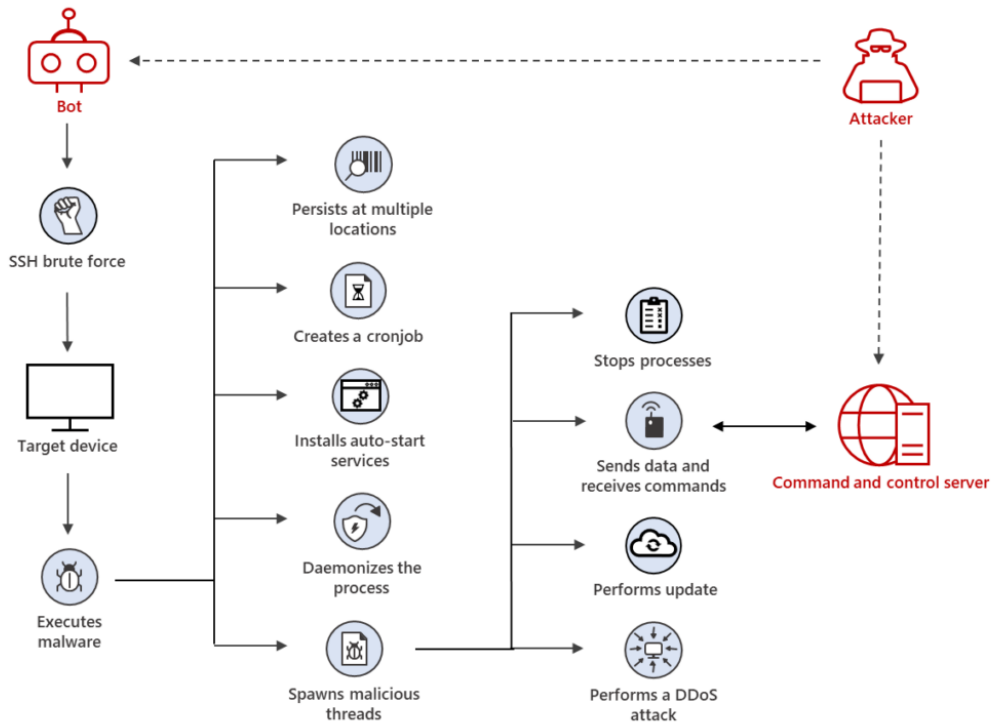 Bot
Attacker
SSH brute force
Persists at multiple
locations
Creates a cronjob
Stops processes
Target device
Installs auto-start
services
Sends data and
receives commands
Command and control server
Daemonizes the
process
Performs update
Executes
malware
Spawns malicious
threads
Performs a DDoS
attack